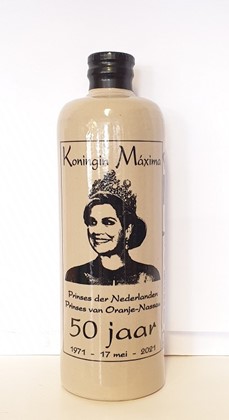 Koningin Máxima
Prinses der Nederlanden
Prinses van Oranje-Nassau
50 jaar
1971 - 17 mei - 2021